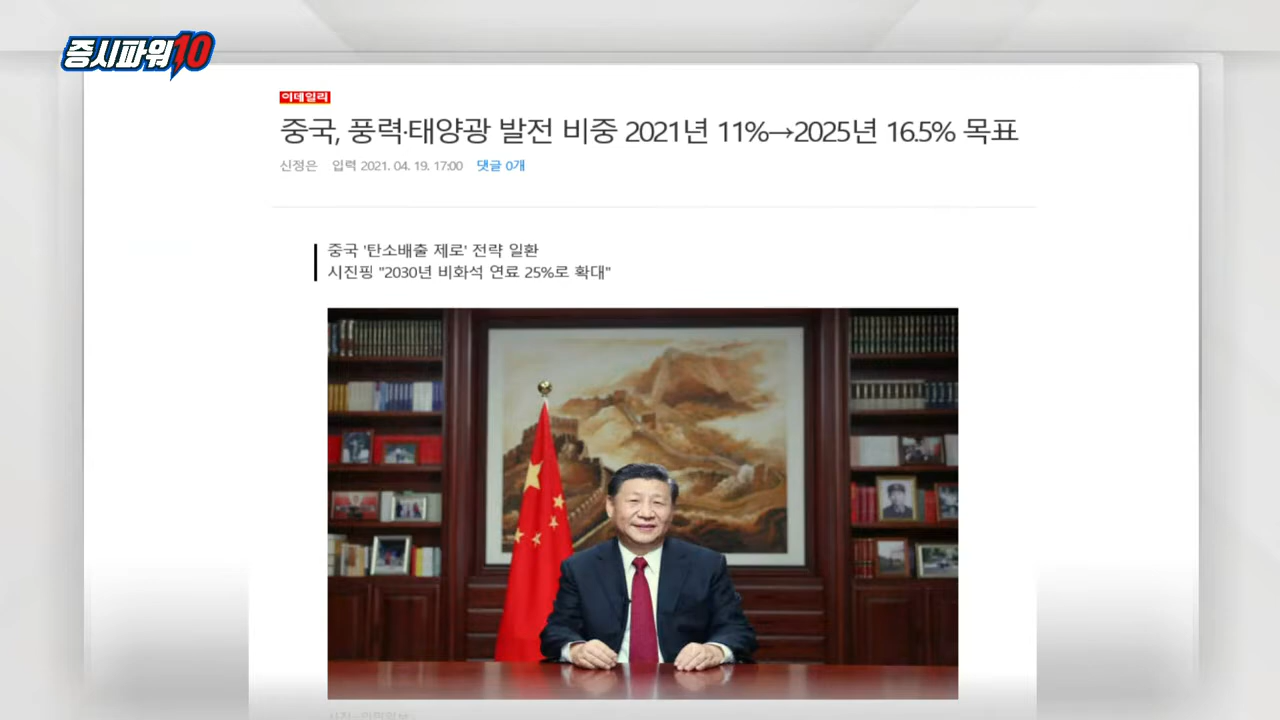 증시파워10
이데일리
중국, 풍력·태양광 발전 비중 2021년 11%→2025년 16.5% 목표
신정은 입력 2021. 04. 19. 17:00 댓글 0개
중국 '탄소배출 제로' 전략 일환
시진핑 "2030년 비화석 연료 25%로 확대"